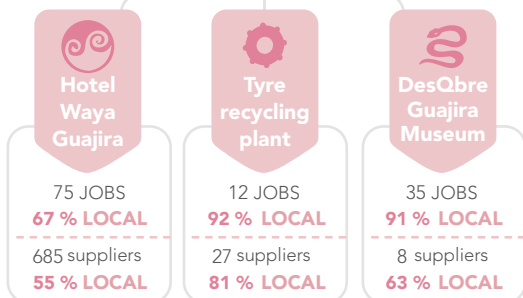 Hotel
Waya
Guajira
75 JOBS
67 % LOCAL
685 suppliers
55 % LOCAL
Tyre
recycling
plant
12 JOBS
92 % LOCAL
27 suppliers
81 % LOCAL
DesQbre
Guajira
Museum
35 JOBS
91 % LOCAL
8 suppliers
63 % LOCAL